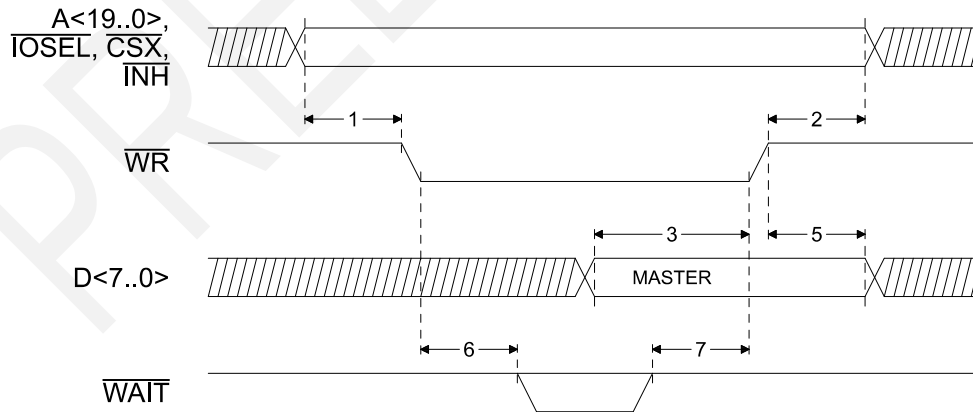 A<19..0>,
IOSEL, CSX,
INH
1
2
WR
3
5
D<7..0>
MASTER
6
7
WAIT